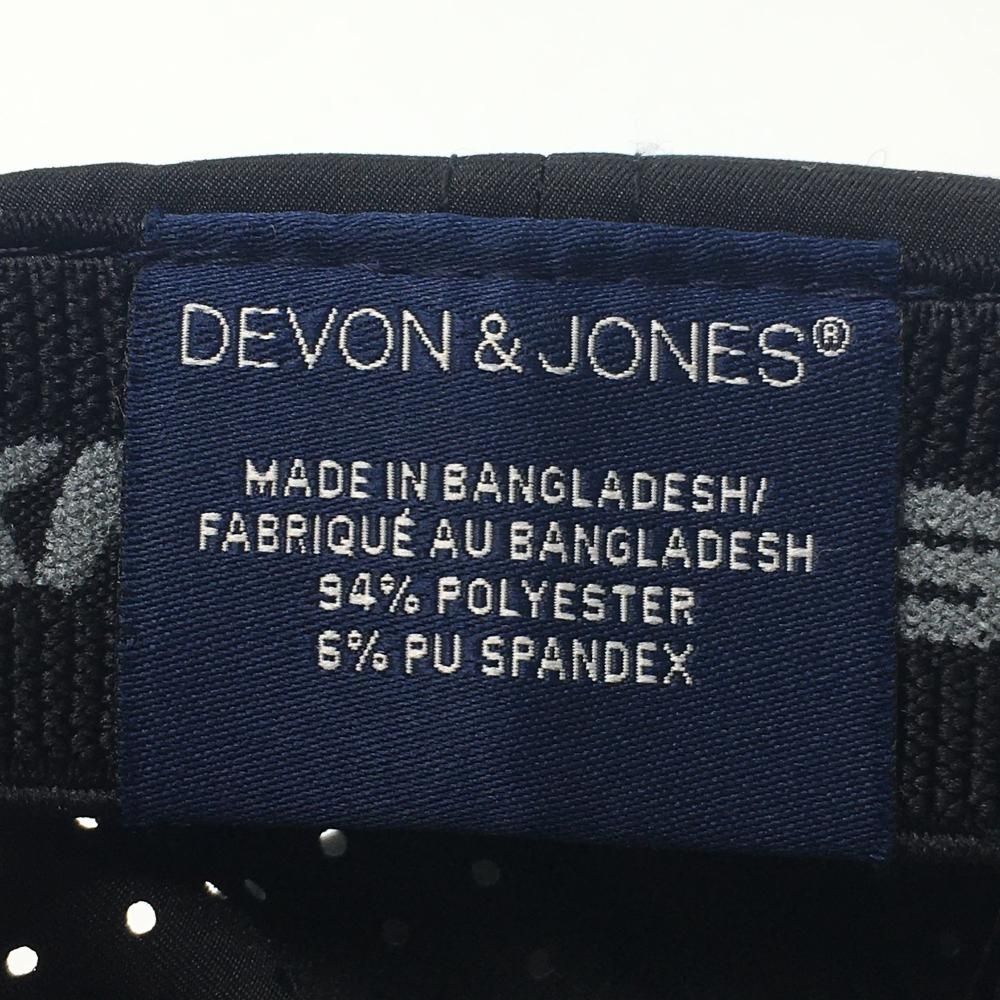 DEVON & JONES®
MADE IN BANGLADESH/
FABRIQUÉ AU BANGLADESH
94% POLYESTER
6% PU SPANDEX